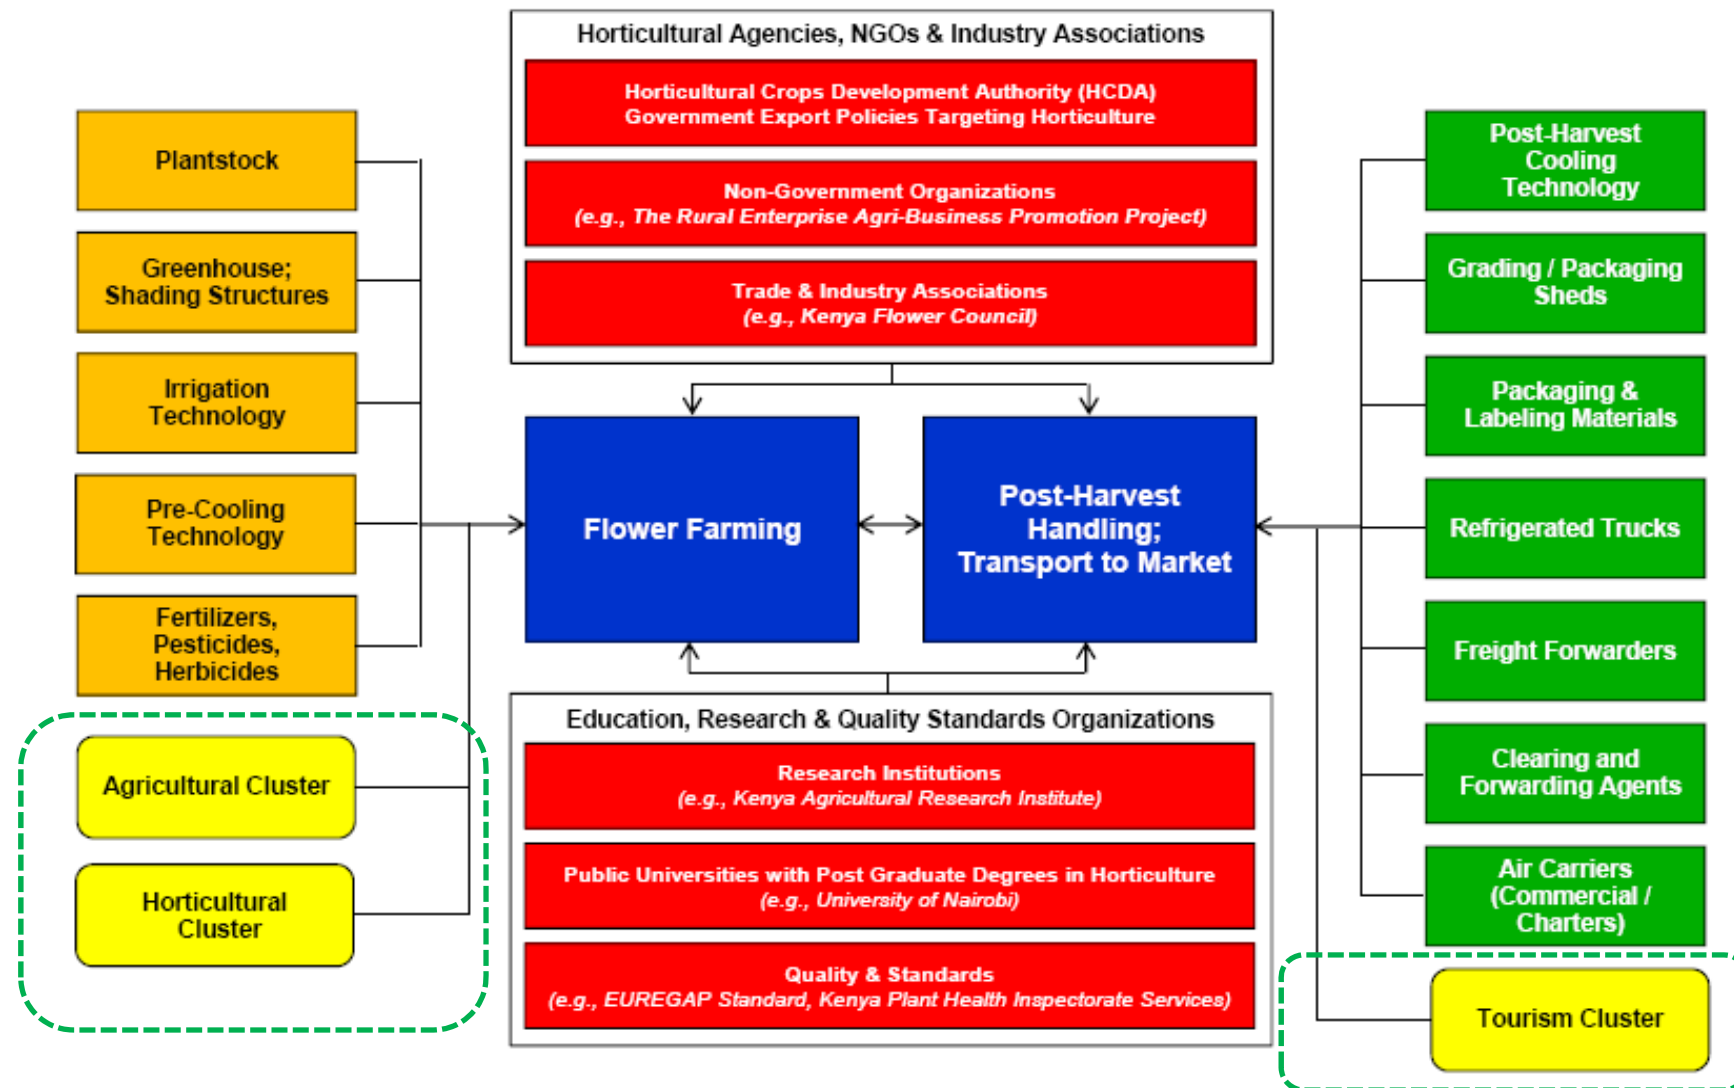 Horticultural Agencies, NGOs & Industry Associations
Horticultural Crops Development Authority (HCDA)
Government Export Policies Targeting Horticulture
Non-Government Organizations
(e.g., The Rural Enterprise Agri-Business Promotion Project)
Trade & Industry Associations
(e.g., Kenya Flower Council)
Plantstock
Greenhouse;
Shading Structures
Irrigation
Technology
Pre-Cooling
Technology
Fertilizers,
Pesticides,
Herbicides
Agricultural Cluster
Horticultural
Cluster
Flower Farming
Post-Harvest
Handling;
Transport to Market
Education, Research & Quality Standards Organizations
Research Institutions
(e.g., Kenya Agricultural Research Institute)
Public Universities with Post Graduate Degrees in Horticulture
(e.g., University of Nairobi)
Quality & Standards
(e.g., EUREGAP Standard, Kenya Plant Health Inspectorate Services)
Post-Harvest
Cooling
Technology
Grading / Packaging
Sheds
Packaging &
Labeling Materials
Refrigerated Trucks
Freight Forwarders
Clearing and
Forwarding Agents
Air Carriers
(Commercial /
Charters)
Tourism Cluster